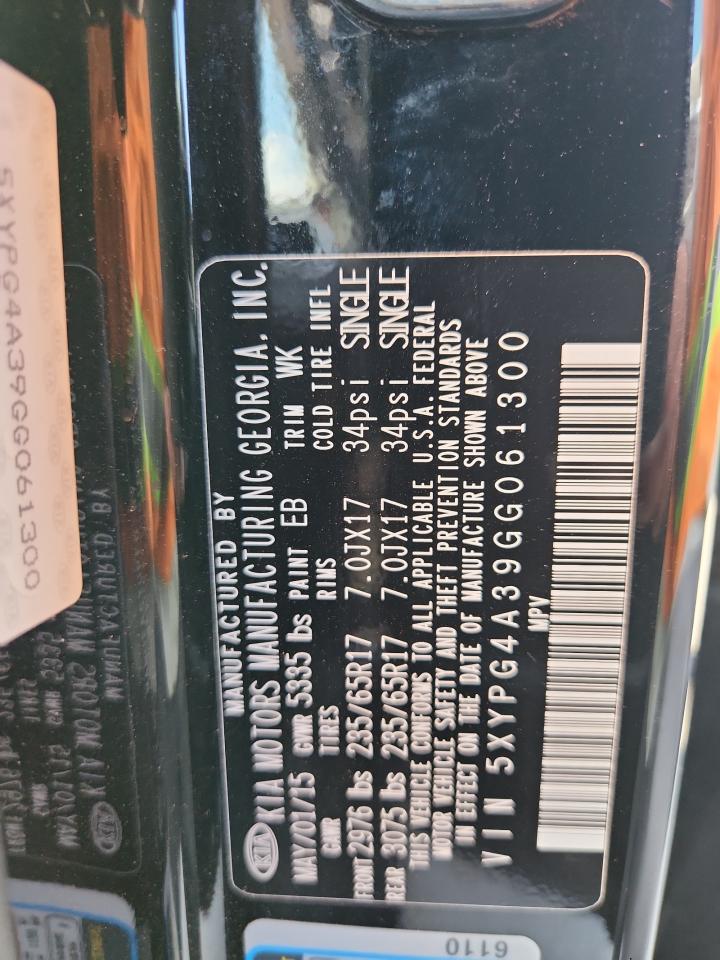 MANUFACTURED BY
KIA KIA MOTORS MANUFACTURING GEORGIA, INC.
MAY/01/15 GWR 5335 lbs PAINT EB TRIM WK
GWR TIRES RIMS COLD TIRE INFL
FRONT 2976 lbs 235/65R17 7.0JX17 34psi SINGLE
REAR 3075 lbs 235/65R17 7.0JX17 34psi SINGLE
THIS VEHICLE CONFORMS TO ALL APPLICABLE U.S.A. FEDERAL
MOTOR VEHICLE SAFETY AND THEFT PREVENTION STANDARDS
IN EFFECT ON THE DATE OF MANUFACTURE SHOWN ABOVE
VIN 5XYPG4A39GG061300
MPV
5XYPG4A39GG061300
6110